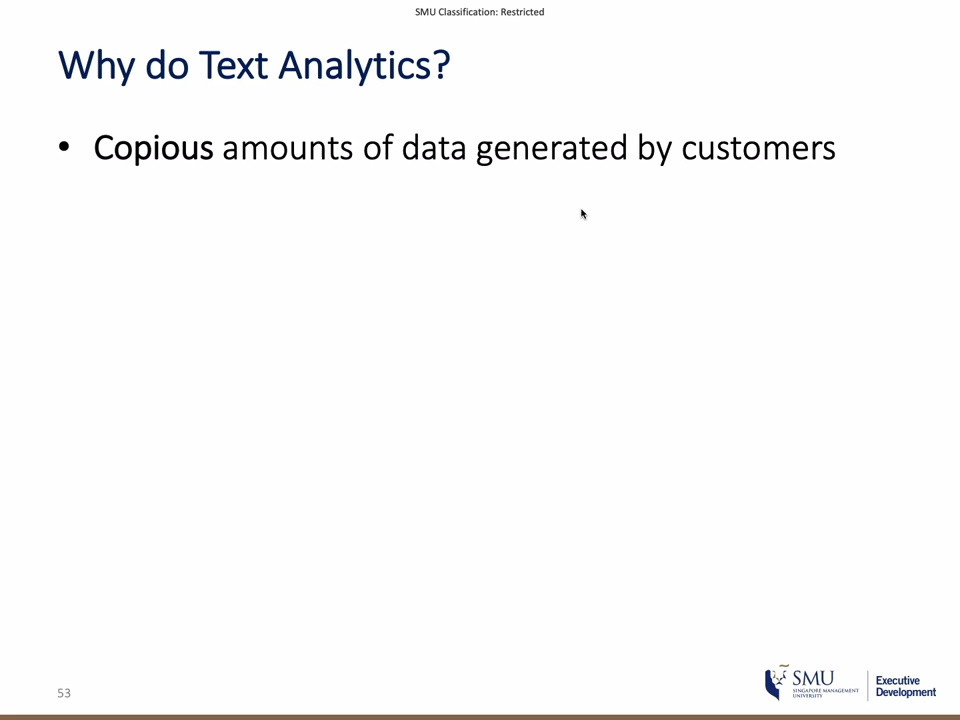 SMU Classification: Restricted
Why do Text Analytics?
• Copious amounts of data generated by customers
53
SMU
SINGAPORE MANAGEMENT
UNIVERSITY
Executive
Development